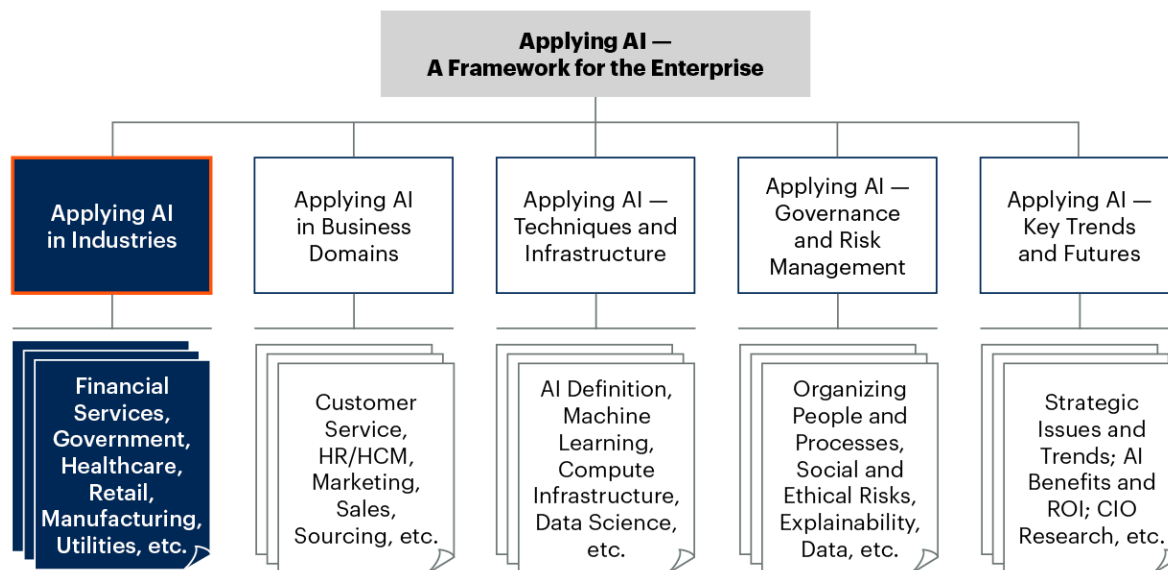 Applying AI —
A Framework for the Enterprise
Applying AI
in Industries
Applying AI
in Business
Domains
Applying AI —
Techniques and
Infrastructure
Applying AI —
Governance
and Risk
Management
Applying AI —
Key Trends
and Futures
Financial
Services,
Government,
Healthcare,
Retail,
Manufacturing,
Utilities, etc.
Customer
Service,
HR/HCM,
Marketing,
Sales,
Sourcing, etc.
AI Definition,
Machine
Learning,
Compute
Infrastructure,
Data Science,
etc.
Organizing
People and
Processes,
Social and
Ethical Risks,
Explainability,
Data, etc.
Strategic
Issues and
Trends; AI
Benefits and
ROI; CIO
Research, etc.